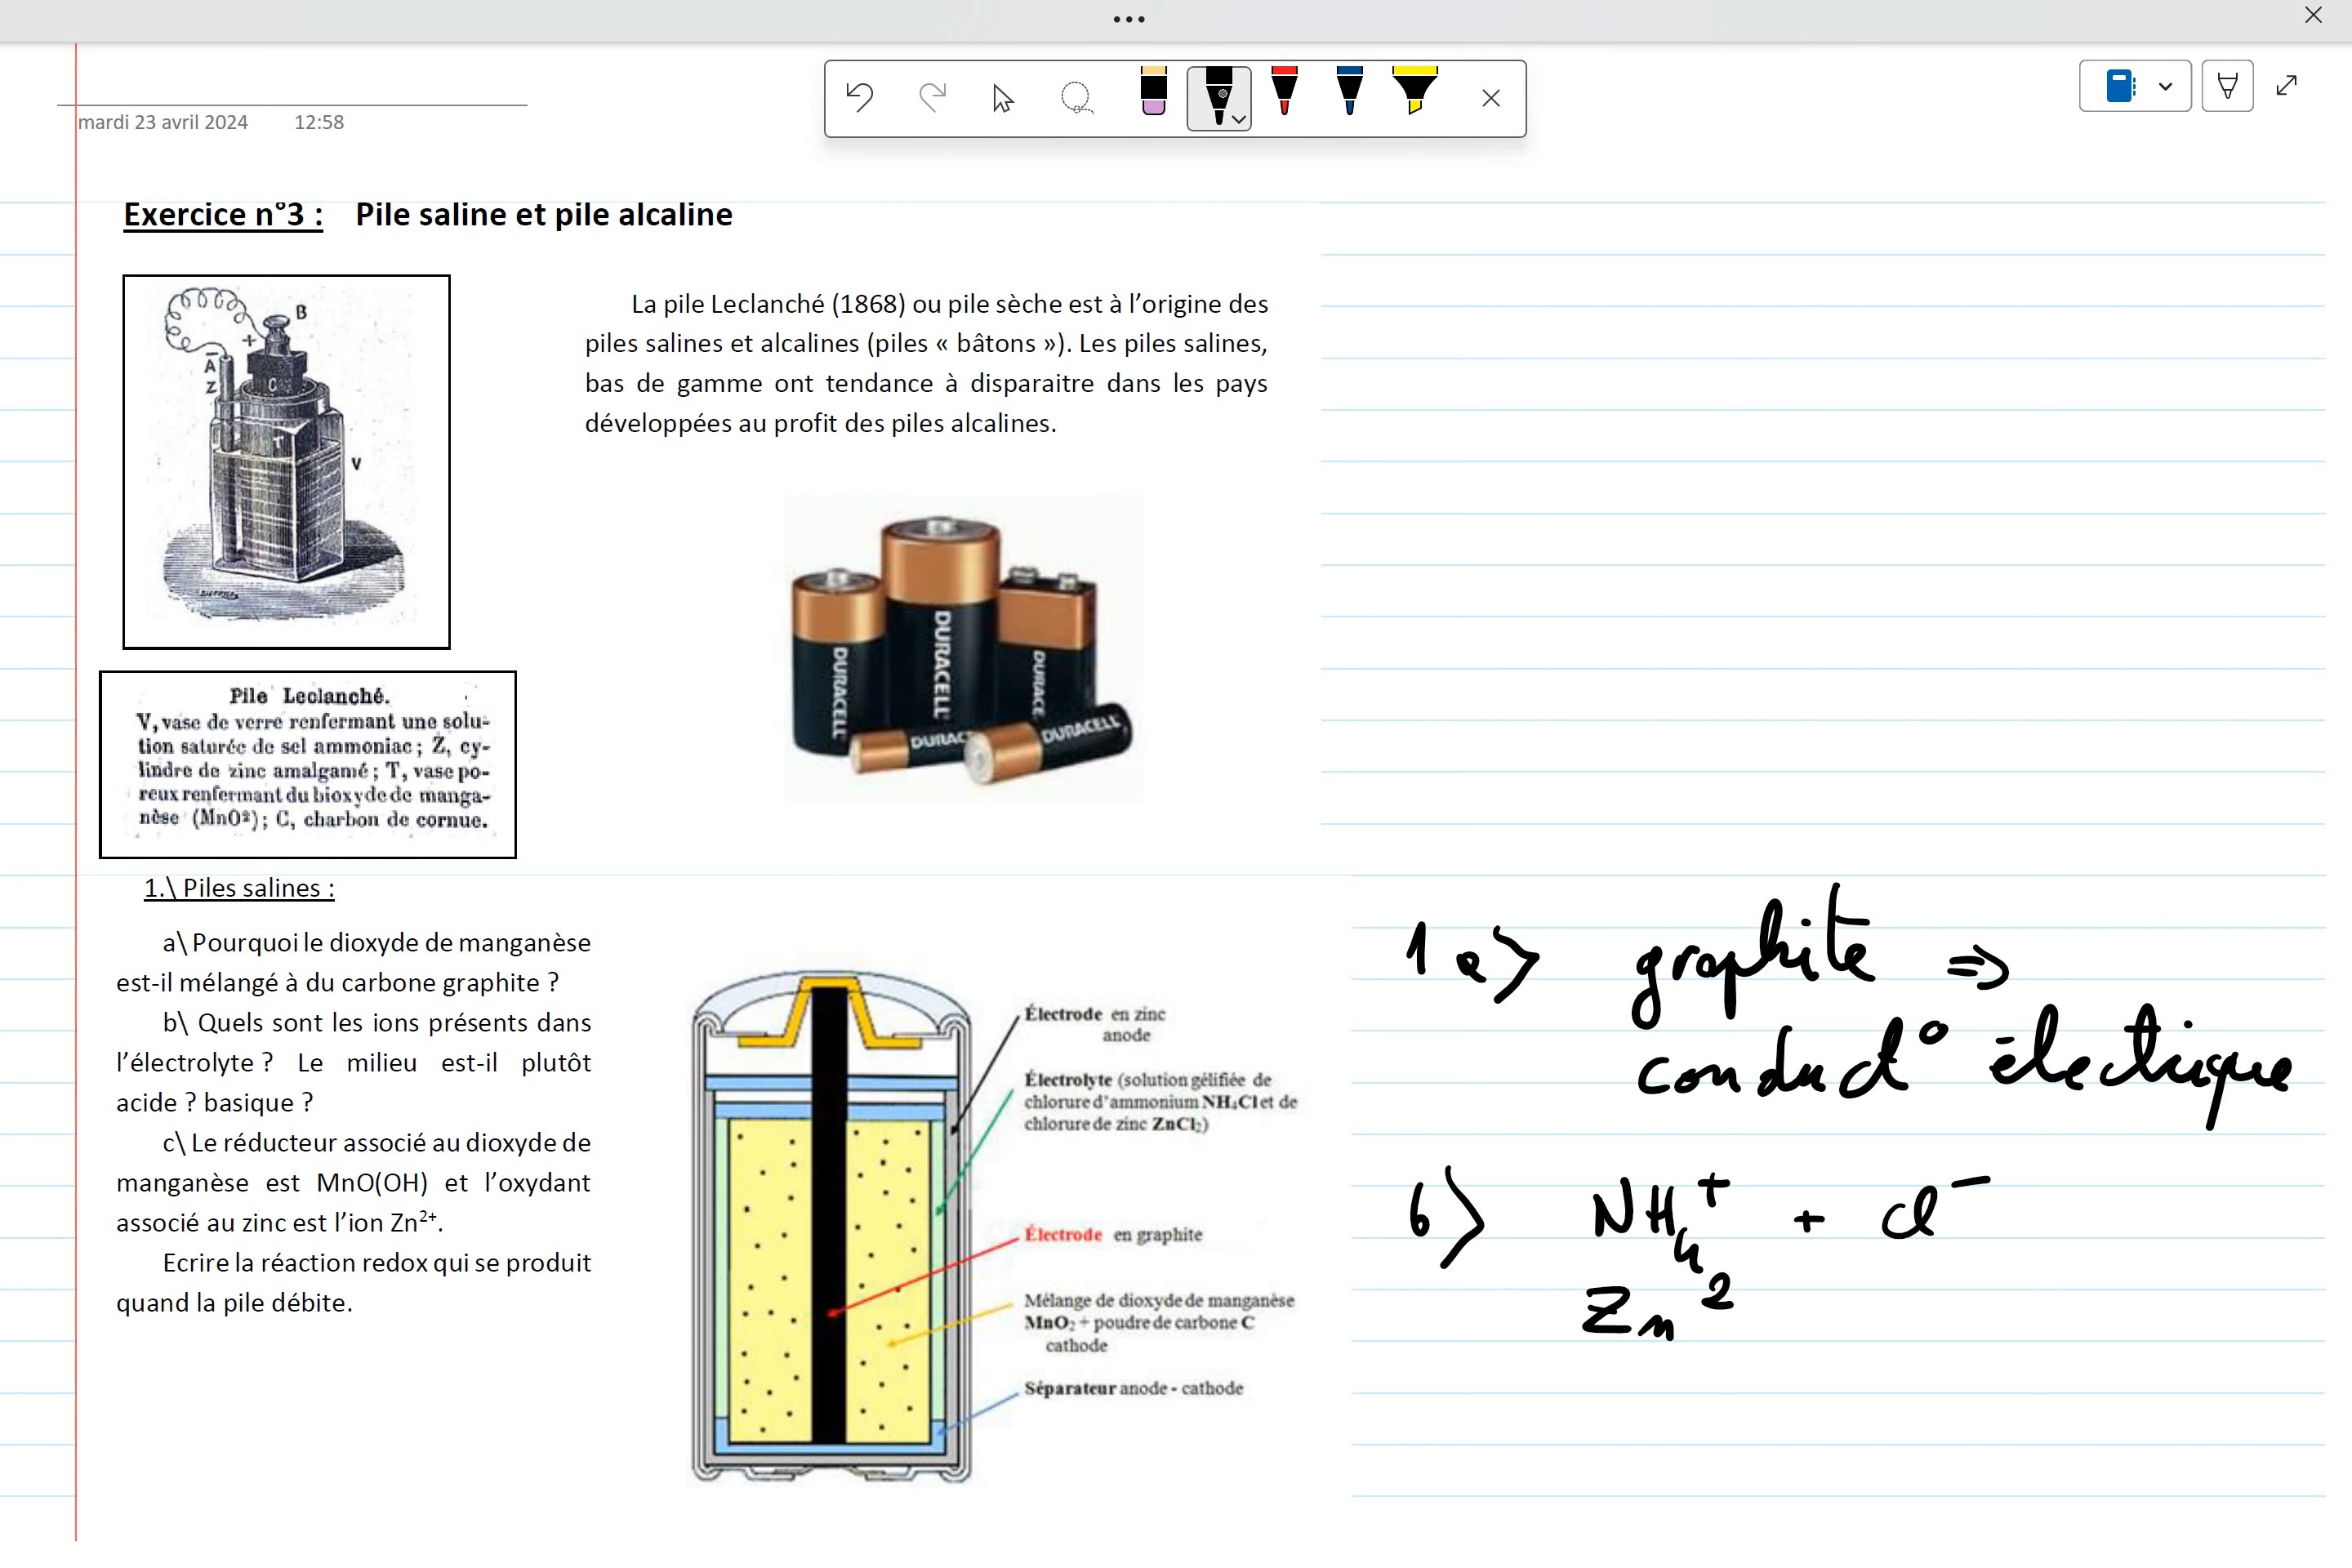 mardi 23 avril 2024 12:58
Exercice n°3 : Pile saline et pile alcaline
B
+
A
Z
C
T
V
La pile Leclanché (1868) ou pile sèche est à l’origine des
piles salines et alcalines (piles « bâtons »). Les piles salines,
bas de gamme ont tendance à disparaitre dans les pays
développées au profit des piles alcalines.
DURACELL
DURACELL
DURACE
DURAC
DURACELL
Pile Leclanché.
V, vase de verre renfermant une solu-
tion saturée de sel ammoniac ; Z, cy-
lindre de zinc amalgamé ; T, vase po-
reux renfermant du bioxyde de manga-
nèse (MnO²) ; C, charbon de cornue.
1.\ Piles salines :
a\ Pourquoi le dioxyde de manganèse
est-il mélangé à du carbone graphite ?
b\ Quels sont les ions présents dans
l’électrolyte ? Le milieu est-il plutôt
acide ? basique ?
c\ Le réducteur associé au dioxyde de
manganèse est MnO(OH) et l’oxydant
associé au zinc est l’ion Zn²⁺.
Ecrire la réaction redox qui se produit
quand la pile débite.
Électrode en zinc
anode
Électrolyte (solution gélifiée de
chlorure d’ammonium NH₄Cl et de
chlorure de zinc ZnCl₂)
Électrode en graphite
Mélange de dioxyde de manganèse
MnO₂ + poudre de carbone C
cathode
Séparateur anode - cathode
1 a> graphite ⇒
conduct° électrique
b> NH₄⁺ + Cl⁻
Zn²